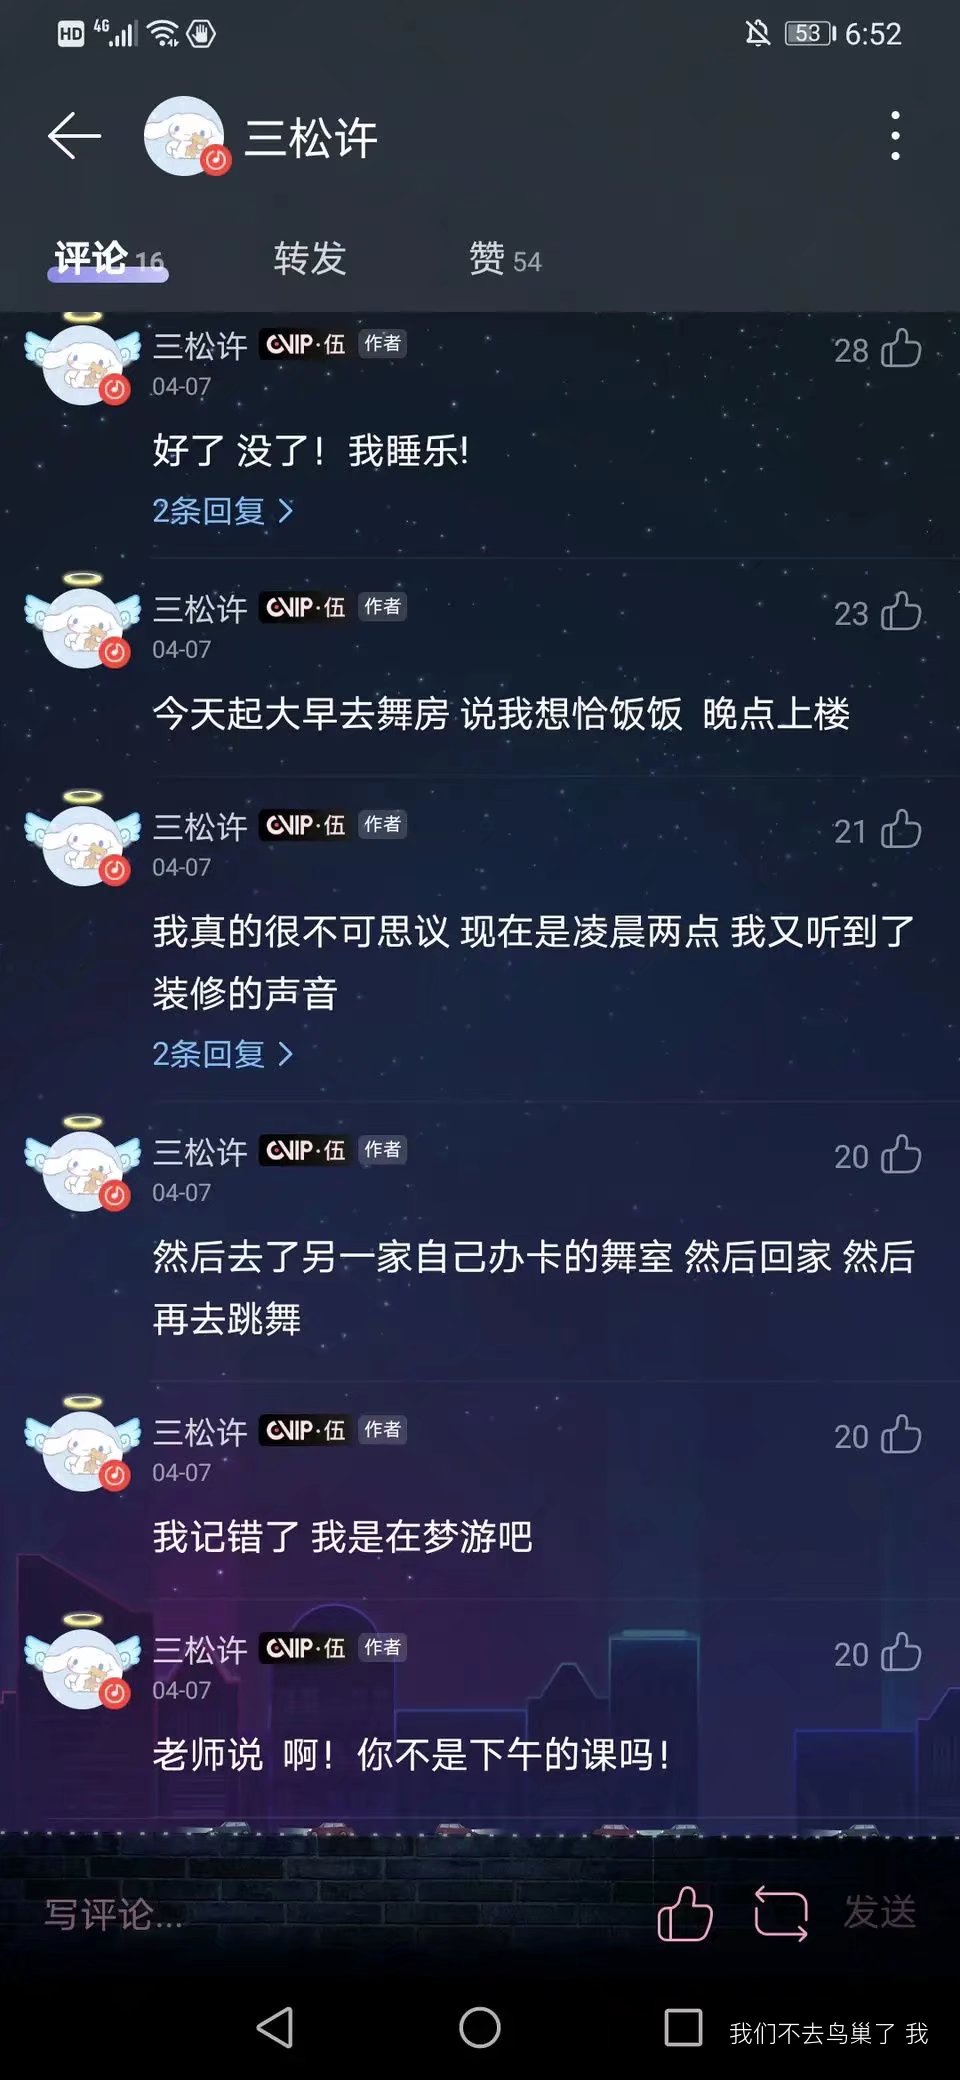 HD 4G 53 6:52
三松许
评论 16 转发 赞 54
三松许 CVIP·伍 作者 28
04-07
好了 没了！我睡乐!
2条回复 >
三松许 CVIP·伍 作者 23
04-07
今天起大早去舞房 说我想恰饭饭 晚点上楼
三松许 CVIP·伍 作者 21
04-07
我真的很不可思议 现在是凌晨两点 我又听到了
装修的声音
2条回复 >
三松许 CVIP·伍 作者 20
04-07
然后去了另一家自己办卡的舞室 然后回家 然后
再去跳舞
三松许 CVIP·伍 作者 20
04-07
我记错了 我是在梦游吧
三松许 CVIP·伍 作者 20
04-07
老师说 啊！你不是下午的课吗！
写评论... 发送
我们不去鸟巢了 我